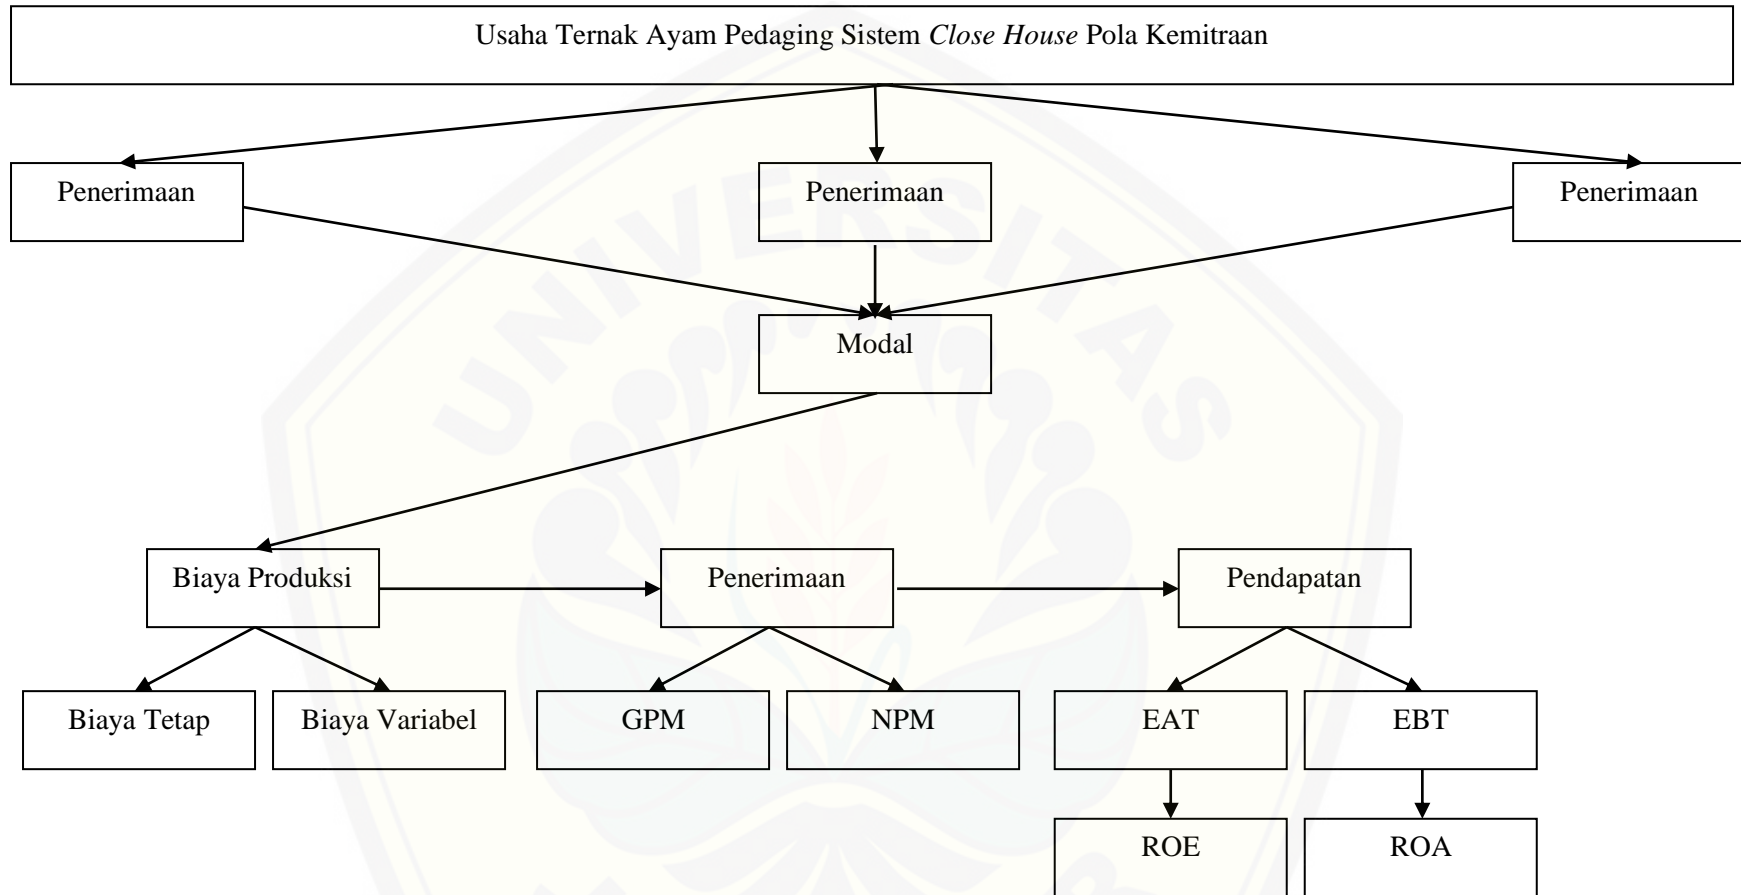 Usaha Ternak Ayam Pedaging Sistem Close House Pola Kemitraan
Penerimaan
Penerimaan
Penerimaan
Modal
Biaya Produksi
Penerimaan
Pendapatan
Biaya Tetap
Biaya Variabel
GPM
NPM
EAT
EBT
ROE
ROA
UNIVERSITAS